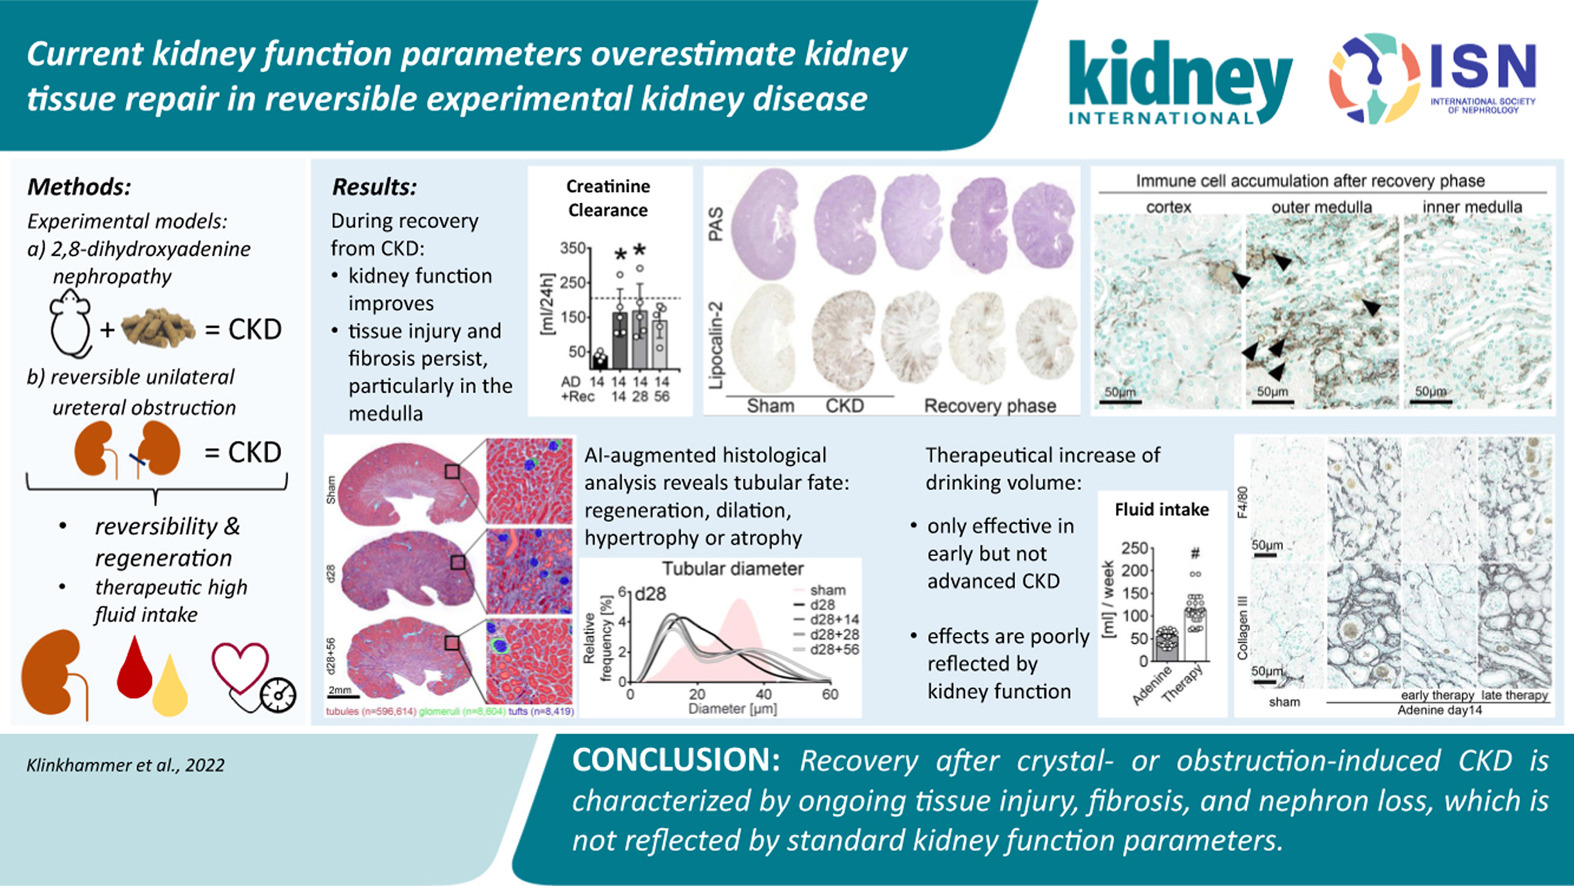 Current kidney function parameters overestimate kidney
tissue repair in reversible experimental kidney disease
kidney
INTERNATIONAL
ISN
INTERNATIONAL SOCIETY
OF NEPHROLOGY
Methods:
Experimental models:
a) 2,8-dihydroxyadenine
nephropathy
+ = CKD
b) reversible unilateral
ureteral obstruction
= CKD
• reversibility &
regeneration
• therapeutic high
fluid intake
Results:
During recovery
from CKD:
• kidney function
improves
• tissue injury and
fibrosis persist,
particularly in the
medulla
Creatinine
Clearance
[ml/24h]
350
250
150
50
* *
AD 14 14 14 14
+Rec 14 28 56
PAS
Lipocalin-2
Sham CKD Recovery phase
Immune cell accumulation after recovery phase
cortex outer medulla inner medulla
50µm 50µm 50µm
Sham
d28
d28+56
2mm
tubules (n=596,614) glomeruli (n=8,604) tufts (n=8,419)
AI-augmented histological
analysis reveals tubular fate:
regeneration, dilation,
hypertrophy or atrophy
Tubular diameter
d28
Relative
frequency [%]
6
4
2
0
0 20 40 60
Diameter [µm]
sham
d28
d28+14
d28+28
d28+56
Therapeutical increase of
drinking volume:
• only effective in
early but not
advanced CKD
• effects are poorly
reflected by
kidney function
Fluid intake
[ml] / week
250
200
150
100
50
0
#
Adenine
Therapy
F4/80
50µm
Collagen III
50µm
sham
early therapy late therapy
Adenine day14
Klinkhammer et al., 2022
CONCLUSION: Recovery after crystal- or obstruction-induced CKD is
characterized by ongoing tissue injury, fibrosis, and nephron loss, which is
not reflected by standard kidney function parameters.